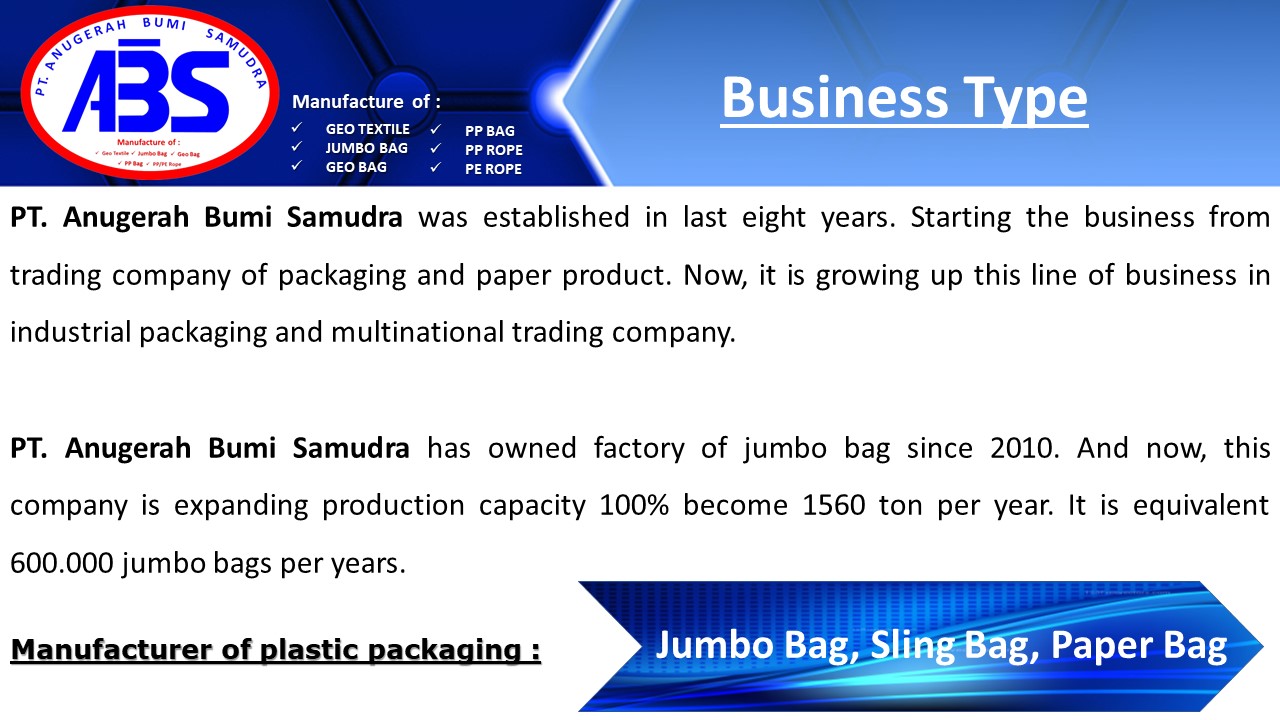 PT. ANUGERAH BUMI SAMUDRA
ABS
Manufacture of :
✓ Geo Textile ✓ Jumbo Bag ✓ Geo Bag
✓ PP Bag ✓ PP/PE Rope
Manufacture of :
✓ GEO TEXTILE ✓ PP BAG
✓ JUMBO BAG ✓ PP ROPE
✓ GEO BAG ✓ PE ROPE
Business Type
PT. Anugerah Bumi Samudra was established in last eight years. Starting the business from
trading company of packaging and paper product. Now, it is growing up this line of business in
industrial packaging and multinational trading company.
PT. Anugerah Bumi Samudra has owned factory of jumbo bag since 2010. And now, this
company is expanding production capacity 100% become 1560 ton per year. It is equivalent
600.000 jumbo bags per years.
Manufacturer of plastic packaging :
Jumbo Bag, Sling Bag, Paper Bag